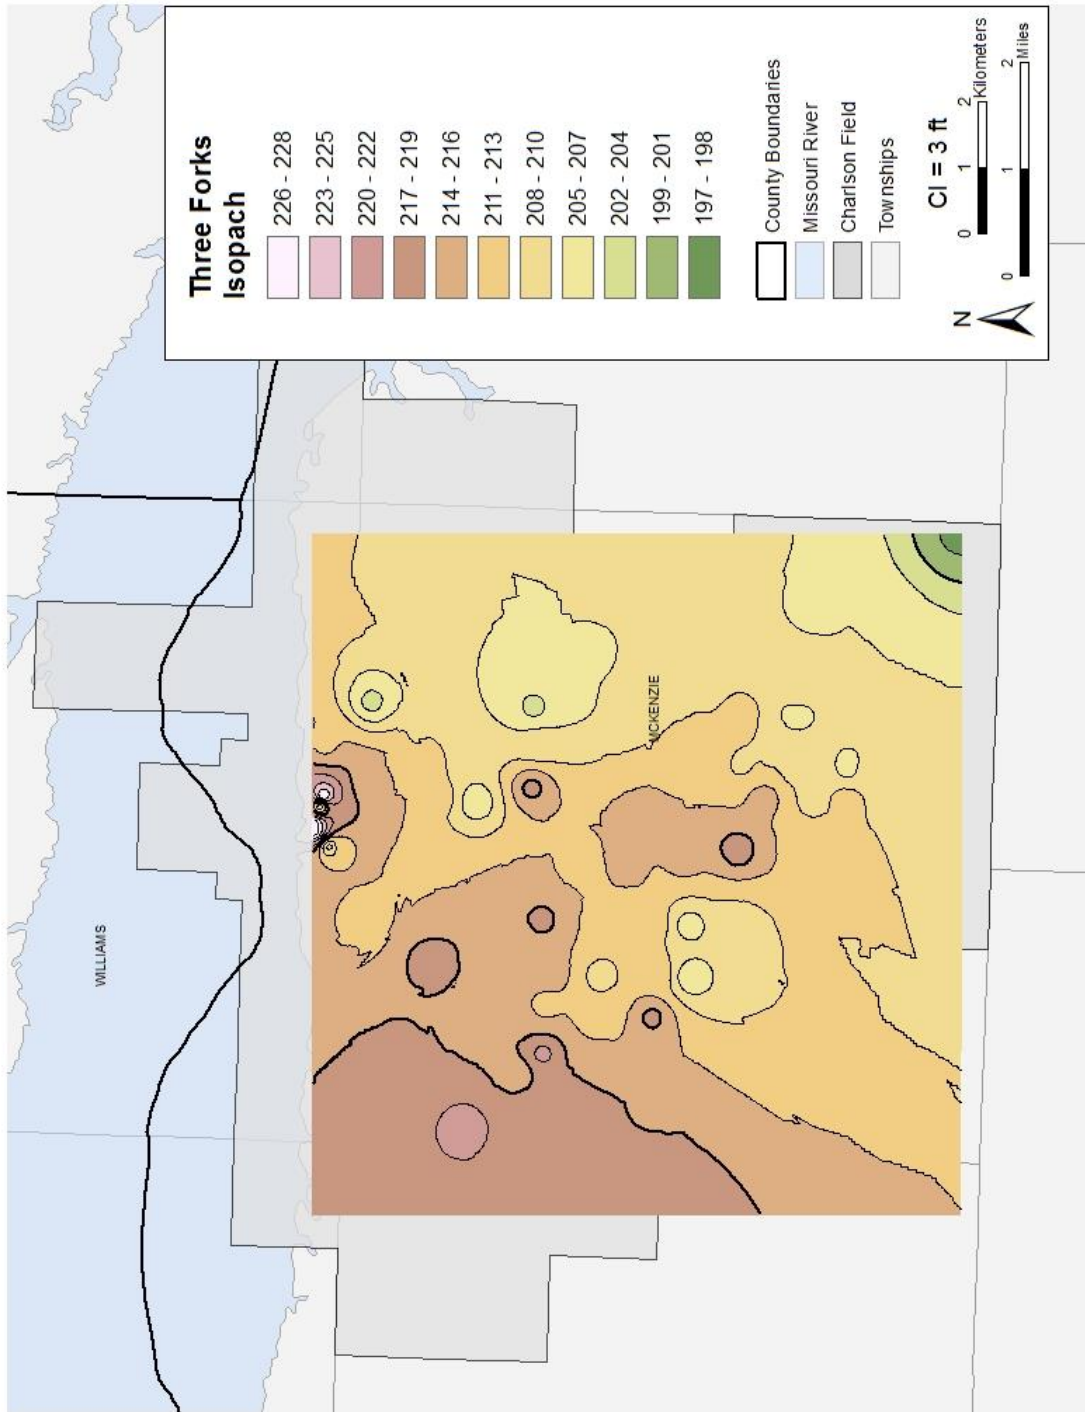 Three Forks
Isopach
226 - 228
223 - 225
220 - 222
217 - 219
214 - 216
211 - 213
208 - 210
205 - 207
202 - 204
199 - 201
197 - 198
County Boundaries
Missouri River
Charlson Field
Townships
CI = 3 ft
N
0 1 2
Kilometers
0 1 2
Miles
WILLIAMS
MCKENZIE